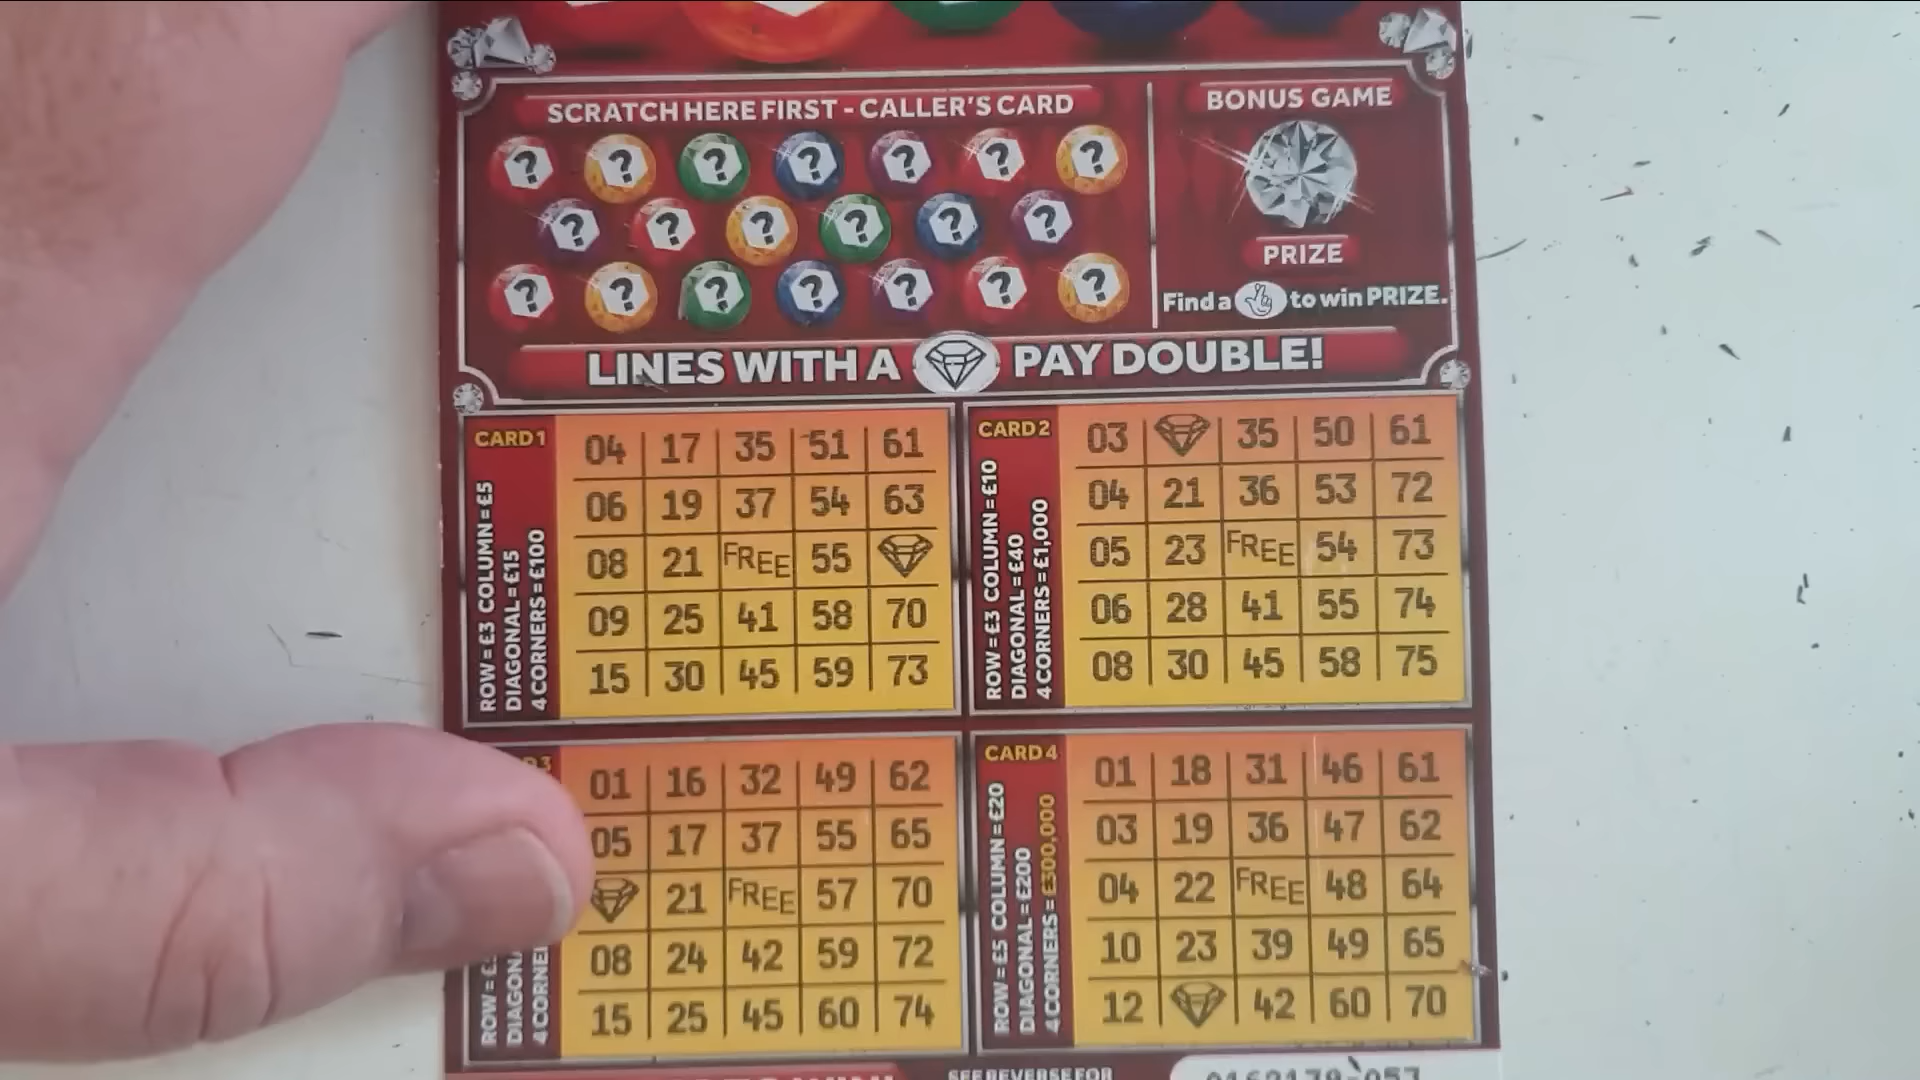 SCRATCH HERE FIRST - CALLER'S CARD
? ? ? ? ? ? ?
? ? ? ? ? ?
? ? ? ? ? ? ?
BONUS GAME
PRIZE
Find a to win PRIZE.
LINES WITH A PAY DOUBLE!
CARD 1
ROW = £3 COLUMN = £5
DIAGONAL = £15
4 CORNERS = £100
04 17 35 51 61
06 19 37 54 63
08 21 FREE 55
09 25 41 58 70
15 30 45 59 73
CARD 2
ROW = £3 COLUMN = £10
DIAGONAL = £40
4 CORNERS = £1,000
03 35 50 61
04 21 36 53 72
05 23 FREE 54 73
06 28 41 55 74
08 30 45 58 75
01 16 32 49 62
05 17 37 55 65
21 FREE 57 70
08 24 42 59 72
15 25 45 60 74
CARD 4
ROW = £5 COLUMN = £20
DIAGONAL = £200
4 CORNERS = £300,000
01 18 31 46 61
03 19 36 47 62
04 22 FREE 48 64
10 23 39 49 65
12 42 60 70
SEE REVERSE FOR